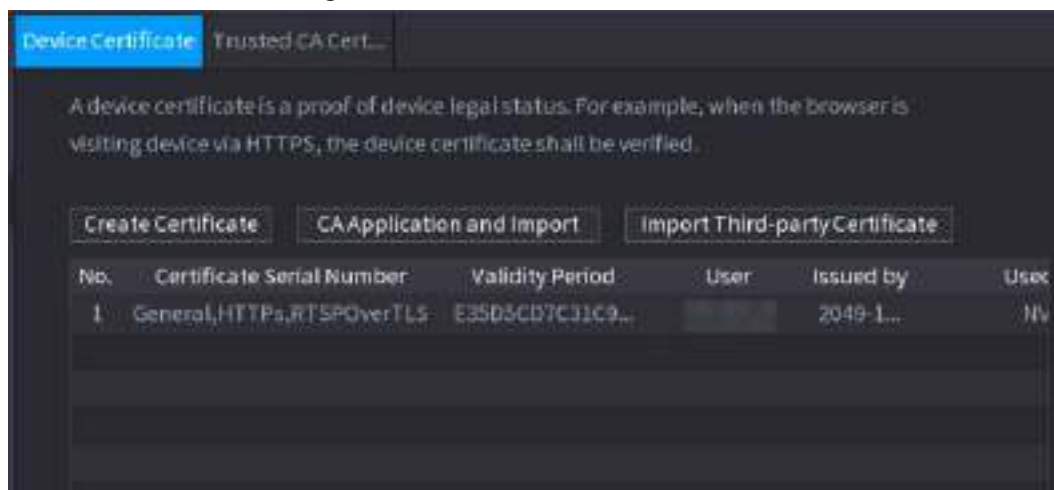 Device Certificate Trusted CA Cert...
A device certificate is a proof of device legal status. For example, when the browser is
visiting device via HTTPS, the device certificate shall be verified.
Create Certificate CA Application and Import Import Third-party Certificate
No. Certificate Serial Number Validity Period User Issued by Used
1 General,HTTPs,RTSPOverTLS E35D5CD7C31C9... 2049-1... NV